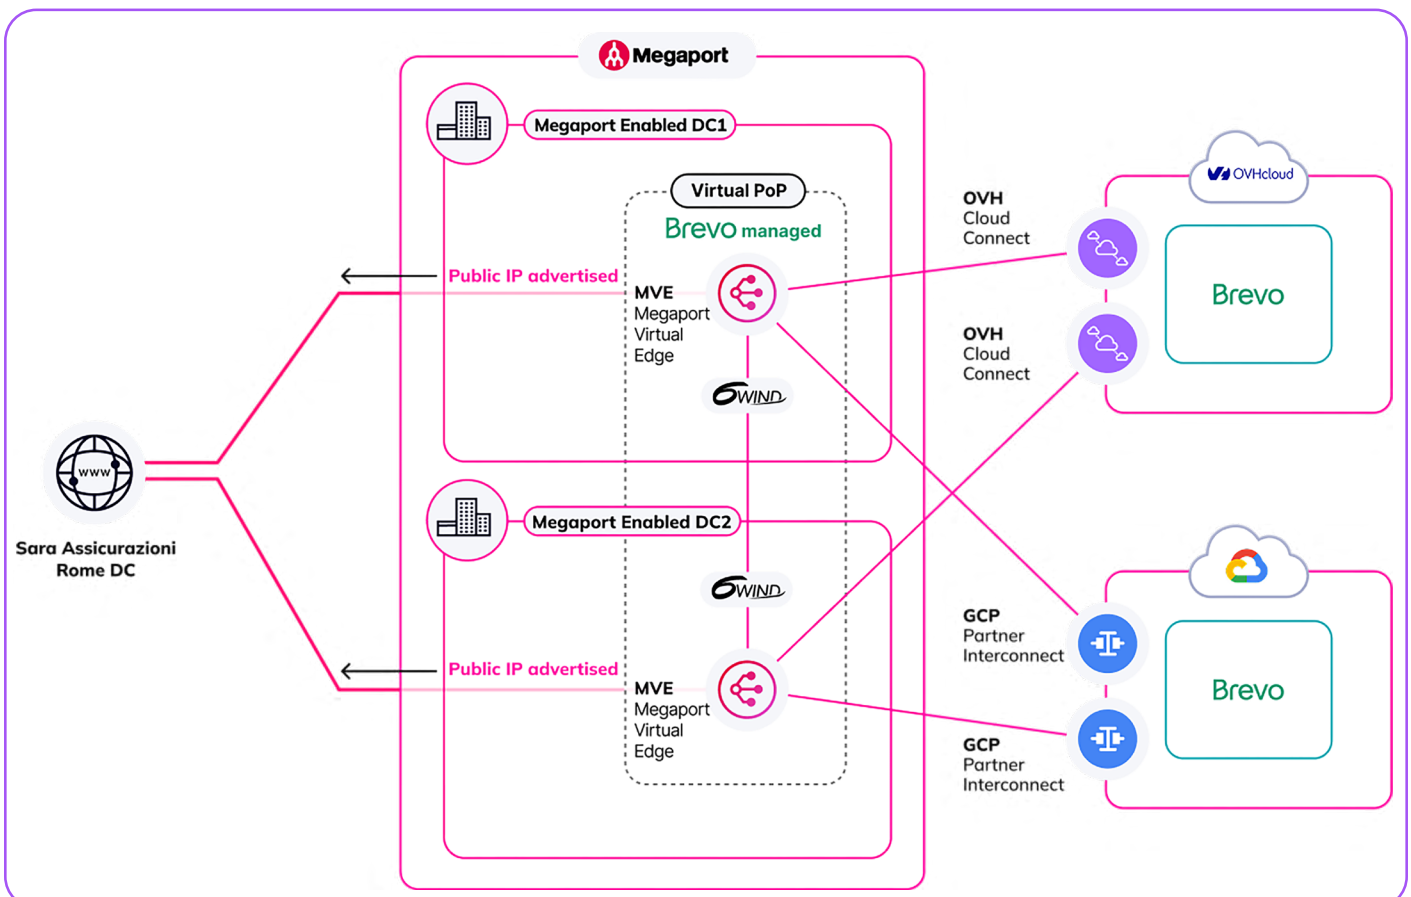 Megaport
Megaport Enabled DC1
Virtual PoP
Brevo managed
Public IP advertised
MVE
Megaport
Virtual
Edge
6WIND
OVH
Cloud
Connect
OVH
Cloud
Connect
OVHcloud
Brevo
www
Sara Assicurazioni
Rome DC
Megaport Enabled DC2
6WIND
Public IP advertised
MVE
Megaport
Virtual
Edge
GCP
Partner
Interconnect
GCP
Partner
Interconnect
Brevo